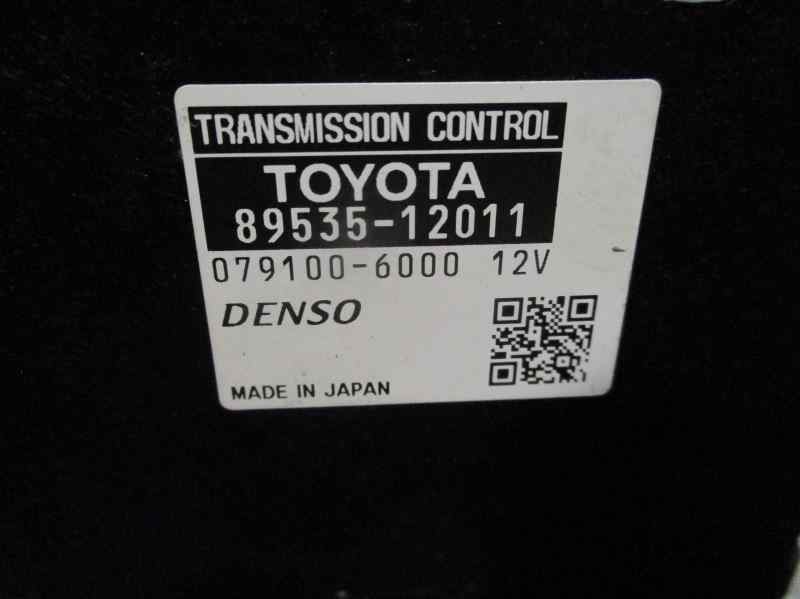 TRANSMISSION CONTROL
TOYOTA
89535-12011
079100-6000 12V
DENSO
MADE IN JAPAN